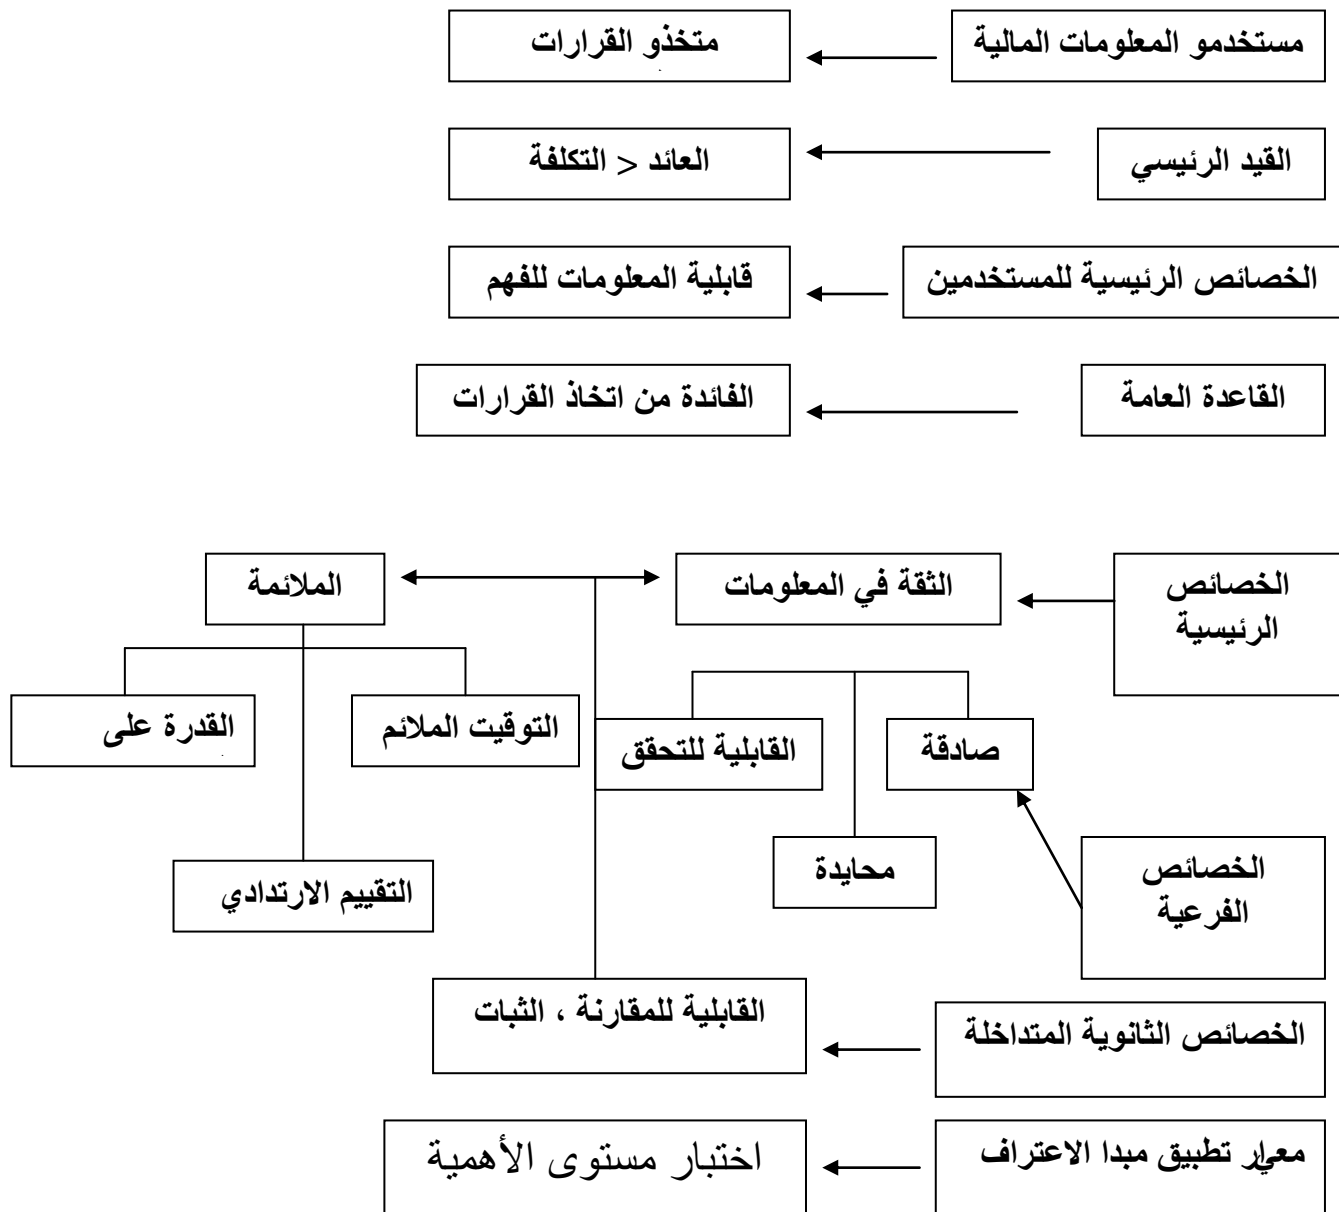 مستخدمو المعلومات المالية
متخذو القرارات
القيد الرئيسي
العائد > التكلفة
الخصائص الرئيسية للمستخدمين
قابلية المعلومات للفهم
القاعدة العامة
الفائدة من اتخاذ القرارات
الخصائص
الرئيسية
الثقة في المعلومات
الملائمة
صادقة
القابلية للتحقق
التوقيت الملائم
القدرة على
محايدة
التقييم الارتدادي
الخصائص
الفرعية
الخصائص الثانوية المتداخلة
القابلية للمقارنة ، الثبات
معيار تطبيق مبدا الاعتراف
اختبار مستوى الأهمية